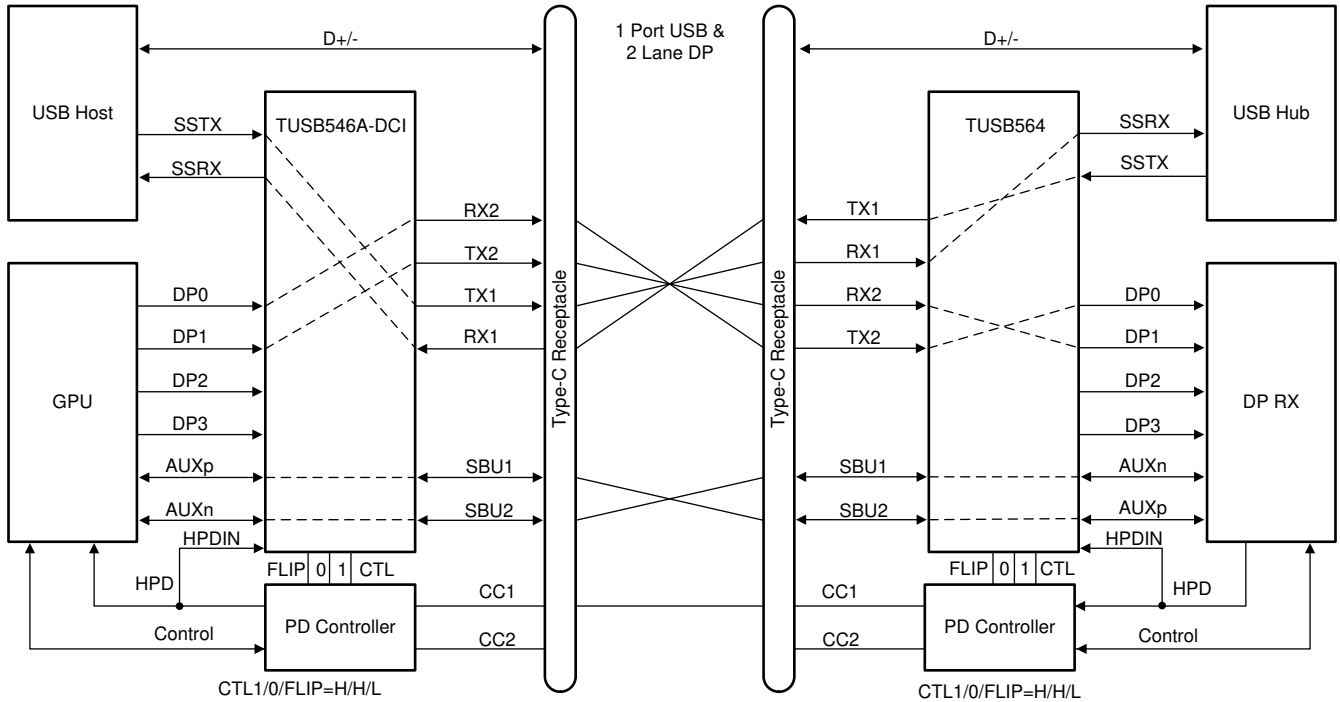 D+/-
1 Port USB &
2 Lane DP
D+/-
USB Host
TUSB546A-DCI
SSTX
SSRX
TUSB564
SSRX
SSTX
USB Hub
RX2
TX2
TX1
RX1
Type-C Receptacle
Type-C Receptacle
TX1
RX1
RX2
TX2
GPU
DP0
DP1
DP2
DP3
AUXp
AUXn
HPDIN
SBU1
SBU2
SBU1
SBU2
DP0
DP1
DP2
DP3
AUXn
AUXp
HPDIN
DP RX
FLIP 0 1 CTL
HPD
Control
PD Controller
CC1
CC2
CTL1/0/FLIP=H/H/L
FLIP 0 1 CTL
CC1
CC2
PD Controller
HPD
Control
CTL1/0/FLIP=H/H/L